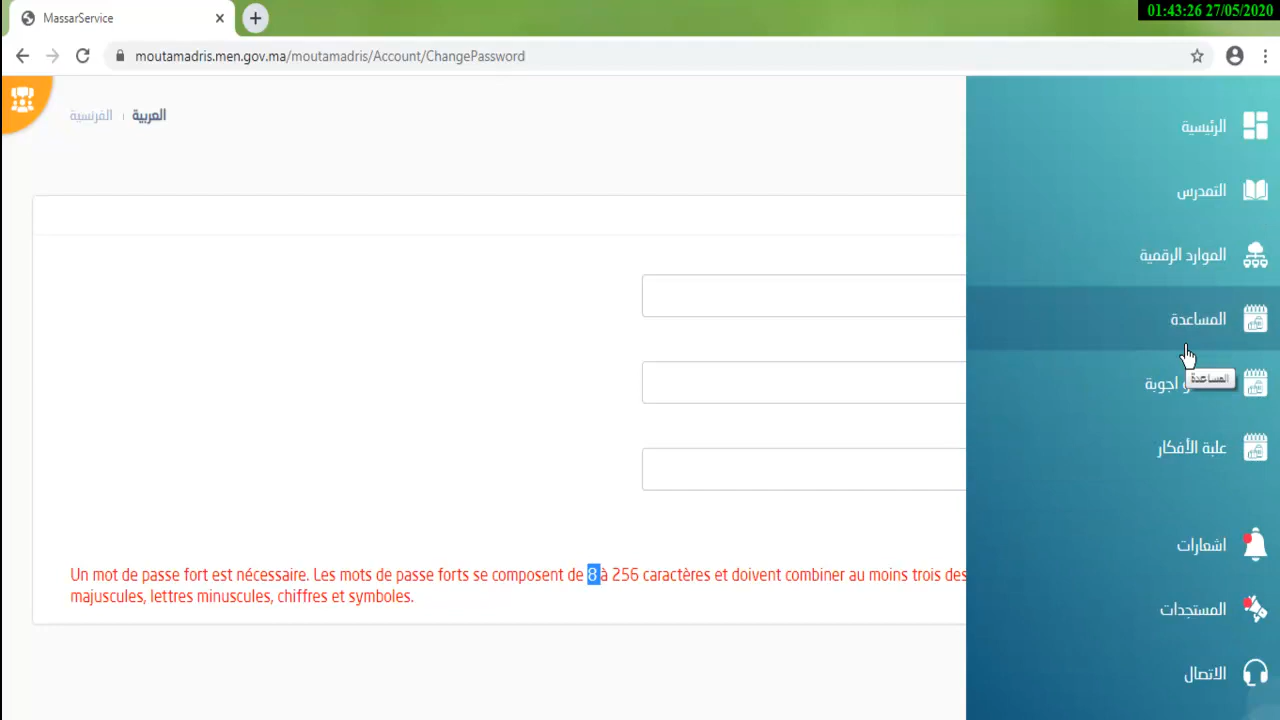 MassarService
01:43:26 27/05/2020
moutamadris.men.gov.ma/moutamadris/Account/ChangePassword
العربية
الفرنسية
الرئيسية
التمدرس
الموارد الرقمية
المساعدة
المساعدة
و اجوبة
علبة الأفكار
اشعارات
المستجدات
الاتصال
Un mot de passe fort est nécessaire. Les mots de passe forts se composent de 8 à 256 caractères et doivent combiner au moins trois des
majuscules, lettres minuscules, chiffres et symboles.